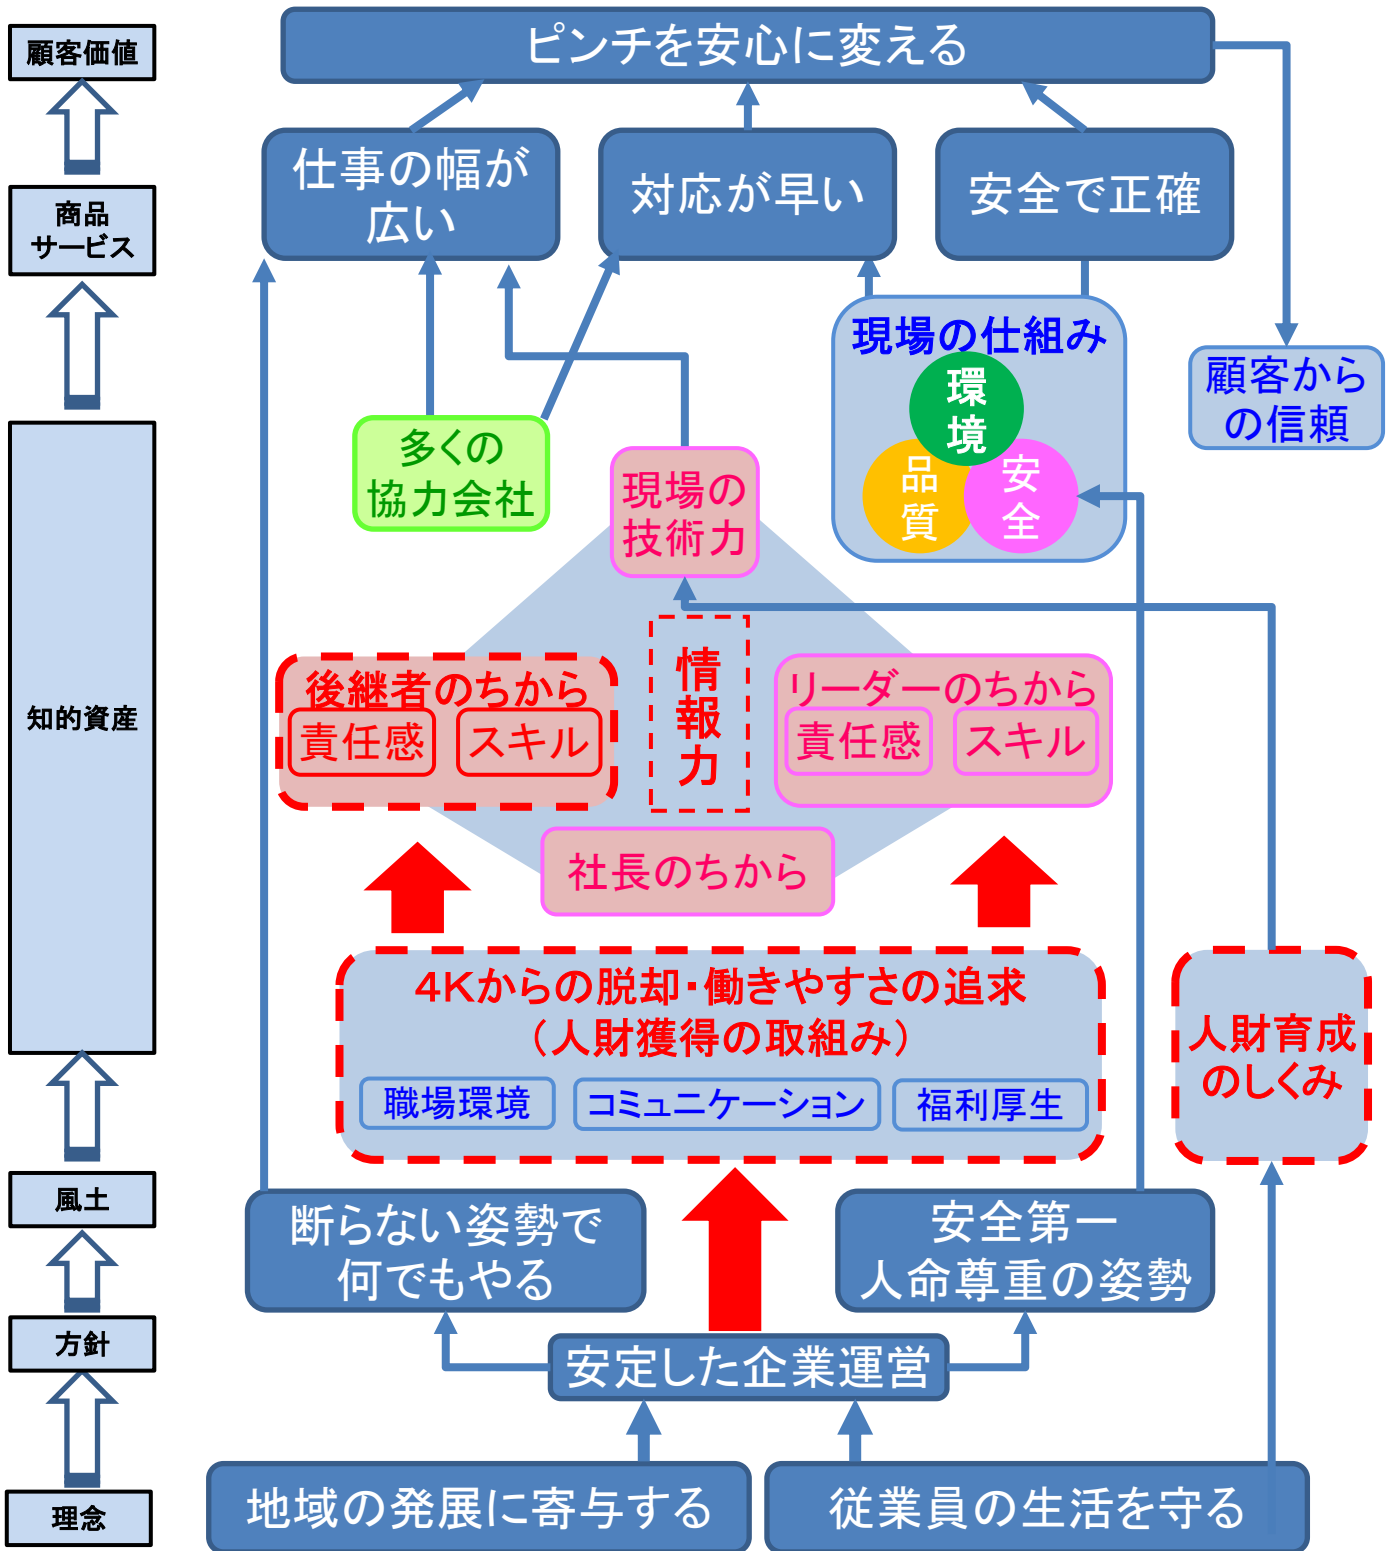 顧客価値
ピンチを安心に変える
商品
サービス
仕事の幅が
広い
対応が早い
安全で正確
現場の仕組み
環
境
品
質
安
全
顧客から
の信頼
多くの
協力会社
現場の
技術力
知的資産
後継者のちから
責任感
スキル
情
報
力
リーダーのちから
責任感
スキル
社長のちから
4Kからの脱却・働きやすさの追求
（人財獲得の取組み）
職場環境
コミュニケーション
福利厚生
人財育成
のしくみ
風土
断らない姿勢で
何でもやる
安全第一
人命尊重の姿勢
方針
安定した企業運営
理念
地域の発展に寄与する
従業員の生活を守る